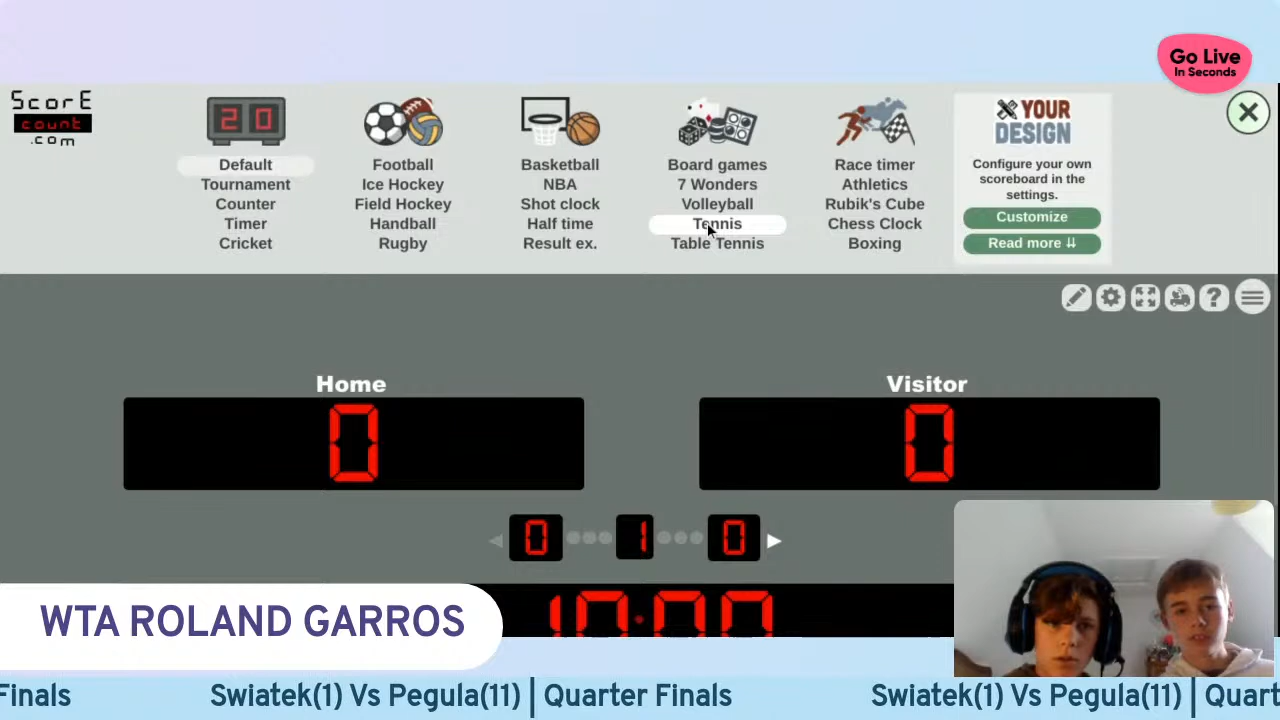 Go Live
In Seconds
ScorE
count
.com
20
Default
Tournament
Counter
Timer
Cricket
Football
Ice Hockey
Field Hockey
Handball
Rugby
Basketball
NBA
Shot clock
Half time
Result ex.
Board games
7 Wonders
Volleyball
Tennis
Table Tennis
Race timer
Athletics
Rubik's Cube
Chess Clock
Boxing
YOUR
DESIGN
Configure your own
scoreboard in the
settings.
Customize
Read more ⇊
?
Home
Visitor
0
0
0 1 0
10:00
WTA ROLAND GARROS
Finals Swiatek(1) Vs Pegula(11) | Quarter Finals Swiatek(1) Vs Pegula(11) | Quart